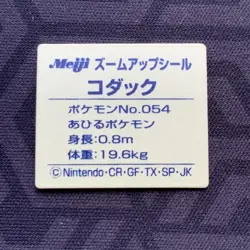 Meiji ズームアップシール
コダック
ポケモンNo.054
あひるポケモン
身長:0.8m
体重:19.6kg
©Nintendo・CR・GF・TX・SP・JK